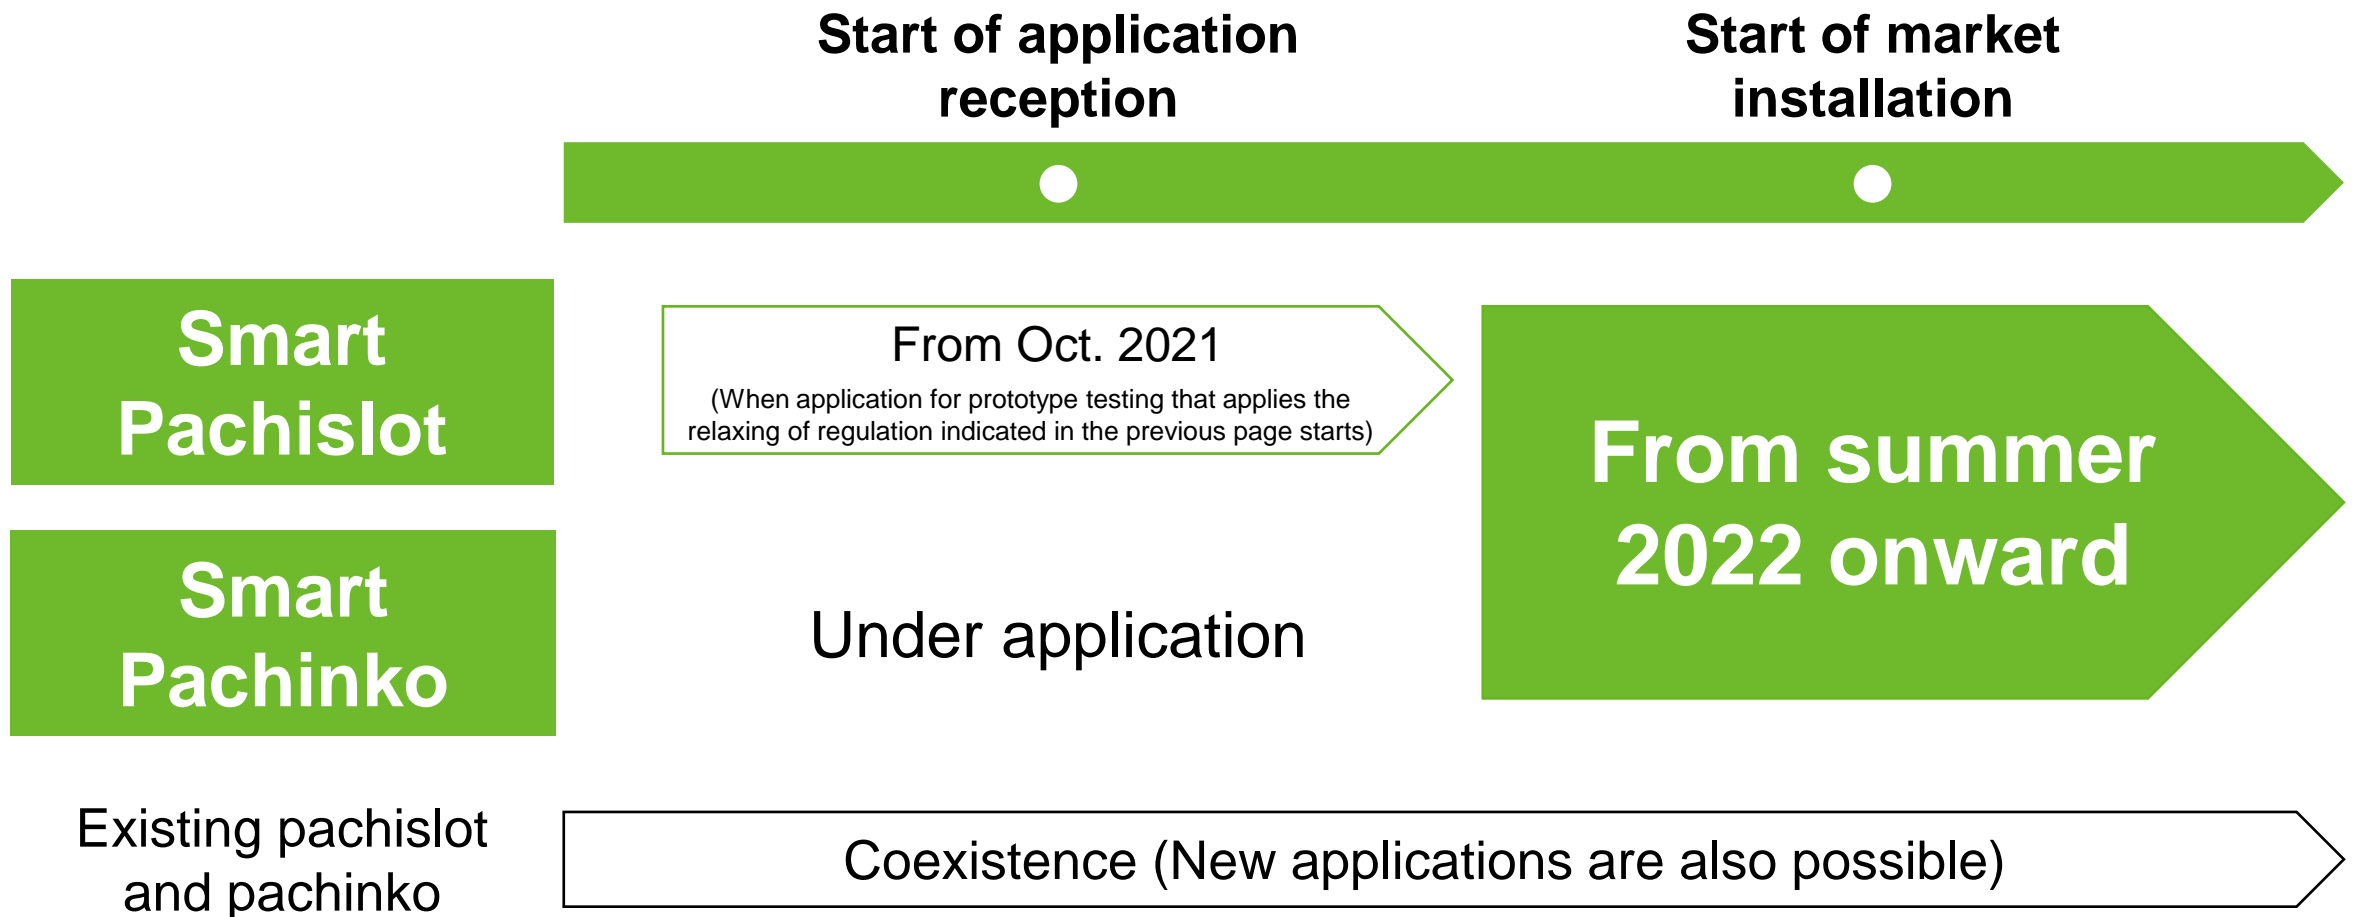 Start of application
reception
Start of market
installation
Smart
Pachislot
From Oct. 2021
(When application for prototype testing that applies the
relaxing of regulation indicated in the previous page starts)
From summer
2022 onward
Smart
Pachinko
Under application
Existing pachislot
and pachinko
Coexistence (New applications are also possible)